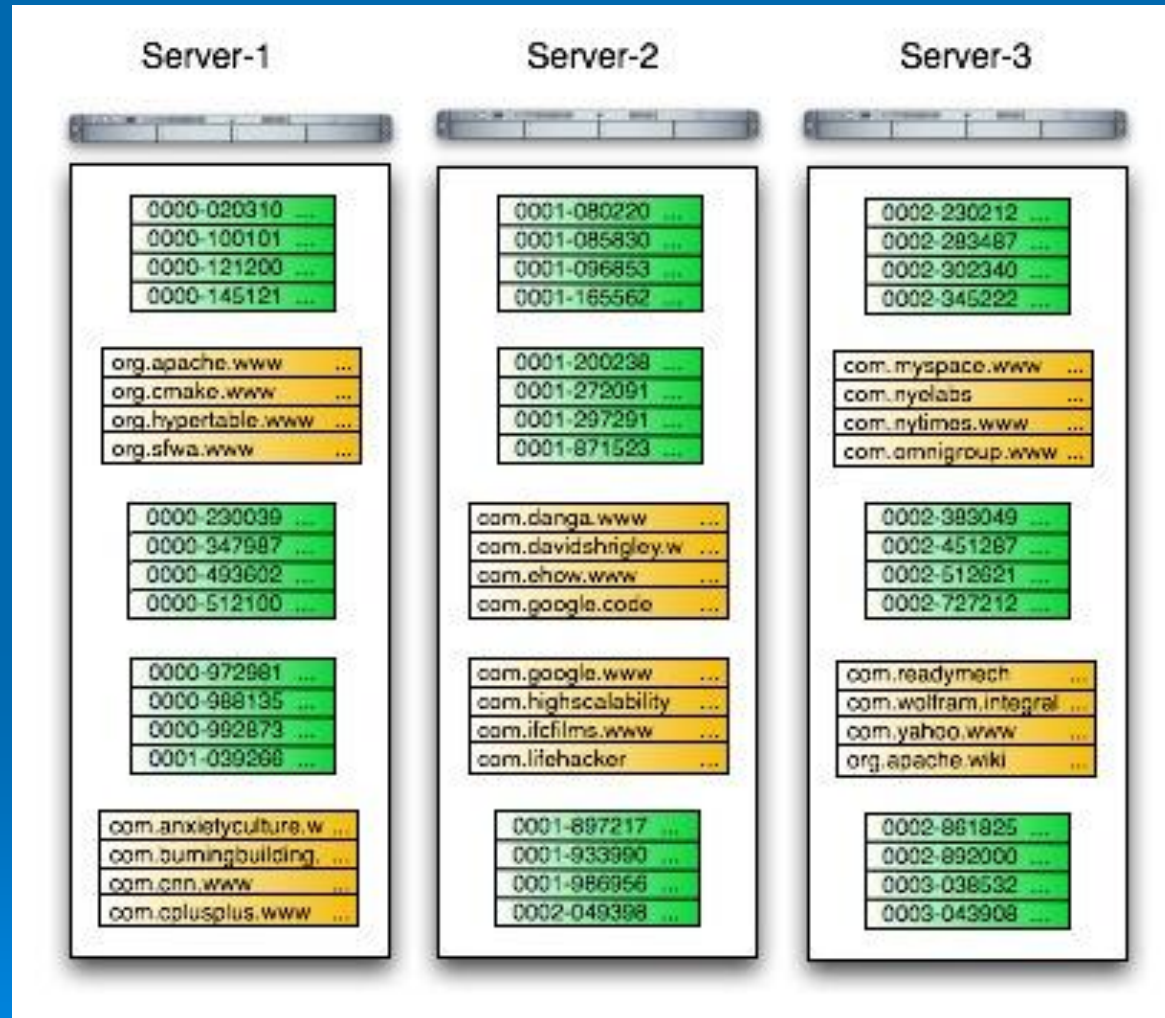 Server-1
0000-020310 ...
0000-100101 ...
0000-121200 ...
0000-145121 ...
org.apache.www ...
org.cmake.www ...
org.hypertable.www ...
org.sfwa.www ...
0000-230039 ...
0000-347987 ...
0000-493602 ...
0000-512100 ...
0000-972981 ...
0000-988135 ...
0000-992873 ...
0001-039266 ...
com.anxietyculture.w ...
com.burningbuilding. ...
com.cnn.www ...
com.cplusplus.www ...
Server-2
0001-080220 ...
0001-085830 ...
0001-096853 ...
0001-165562 ...
0001-200238 ...
0001-272091 ...
0001-297291 ...
0001-871523 ...
com.danga.www ...
com.davidshrigley.w ...
com.ehow.www ...
com.google.code ...
com.google.www ...
com.highscalability ...
com.ifcfilms.www ...
com.lifehacker ...
0001-897217 ...
0001-933990 ...
0001-986956 ...
0002-049398 ...
Server-3
0002-230212 ...
0002-283487 ...
0002-302340 ...
0002-345222 ...
com.myspace.www ...
com.nyelabs ...
com.nytimes.www ...
com.omnigroup.www ...
0002-383049 ...
0002-451287 ...
0002-512621 ...
0002-727212 ...
com.readymech ...
com.wolfram.integral ...
com.yahoo.www ...
org.apache.wiki ...
0002-861825 ...
0002-892000 ...
0003-038532 ...
0003-043908 ...